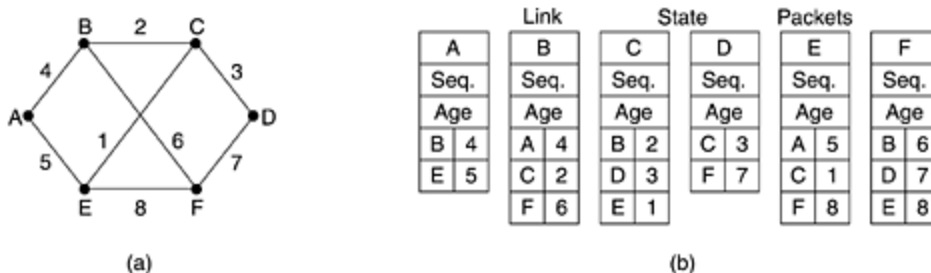 B 2 C
4 3
A D
1 6
5 7
E 8 F
(a)
Link State Packets
A B C D E F
Seq. Seq. Seq. Seq. Seq. Seq.
Age Age Age Age Age Age
B 4 A 4 B 2 C 3 A 5 B 6
E 5 C 2 D 3 F 7 C 1 D 7
F 6 E 1 F 8 E 8
(b)